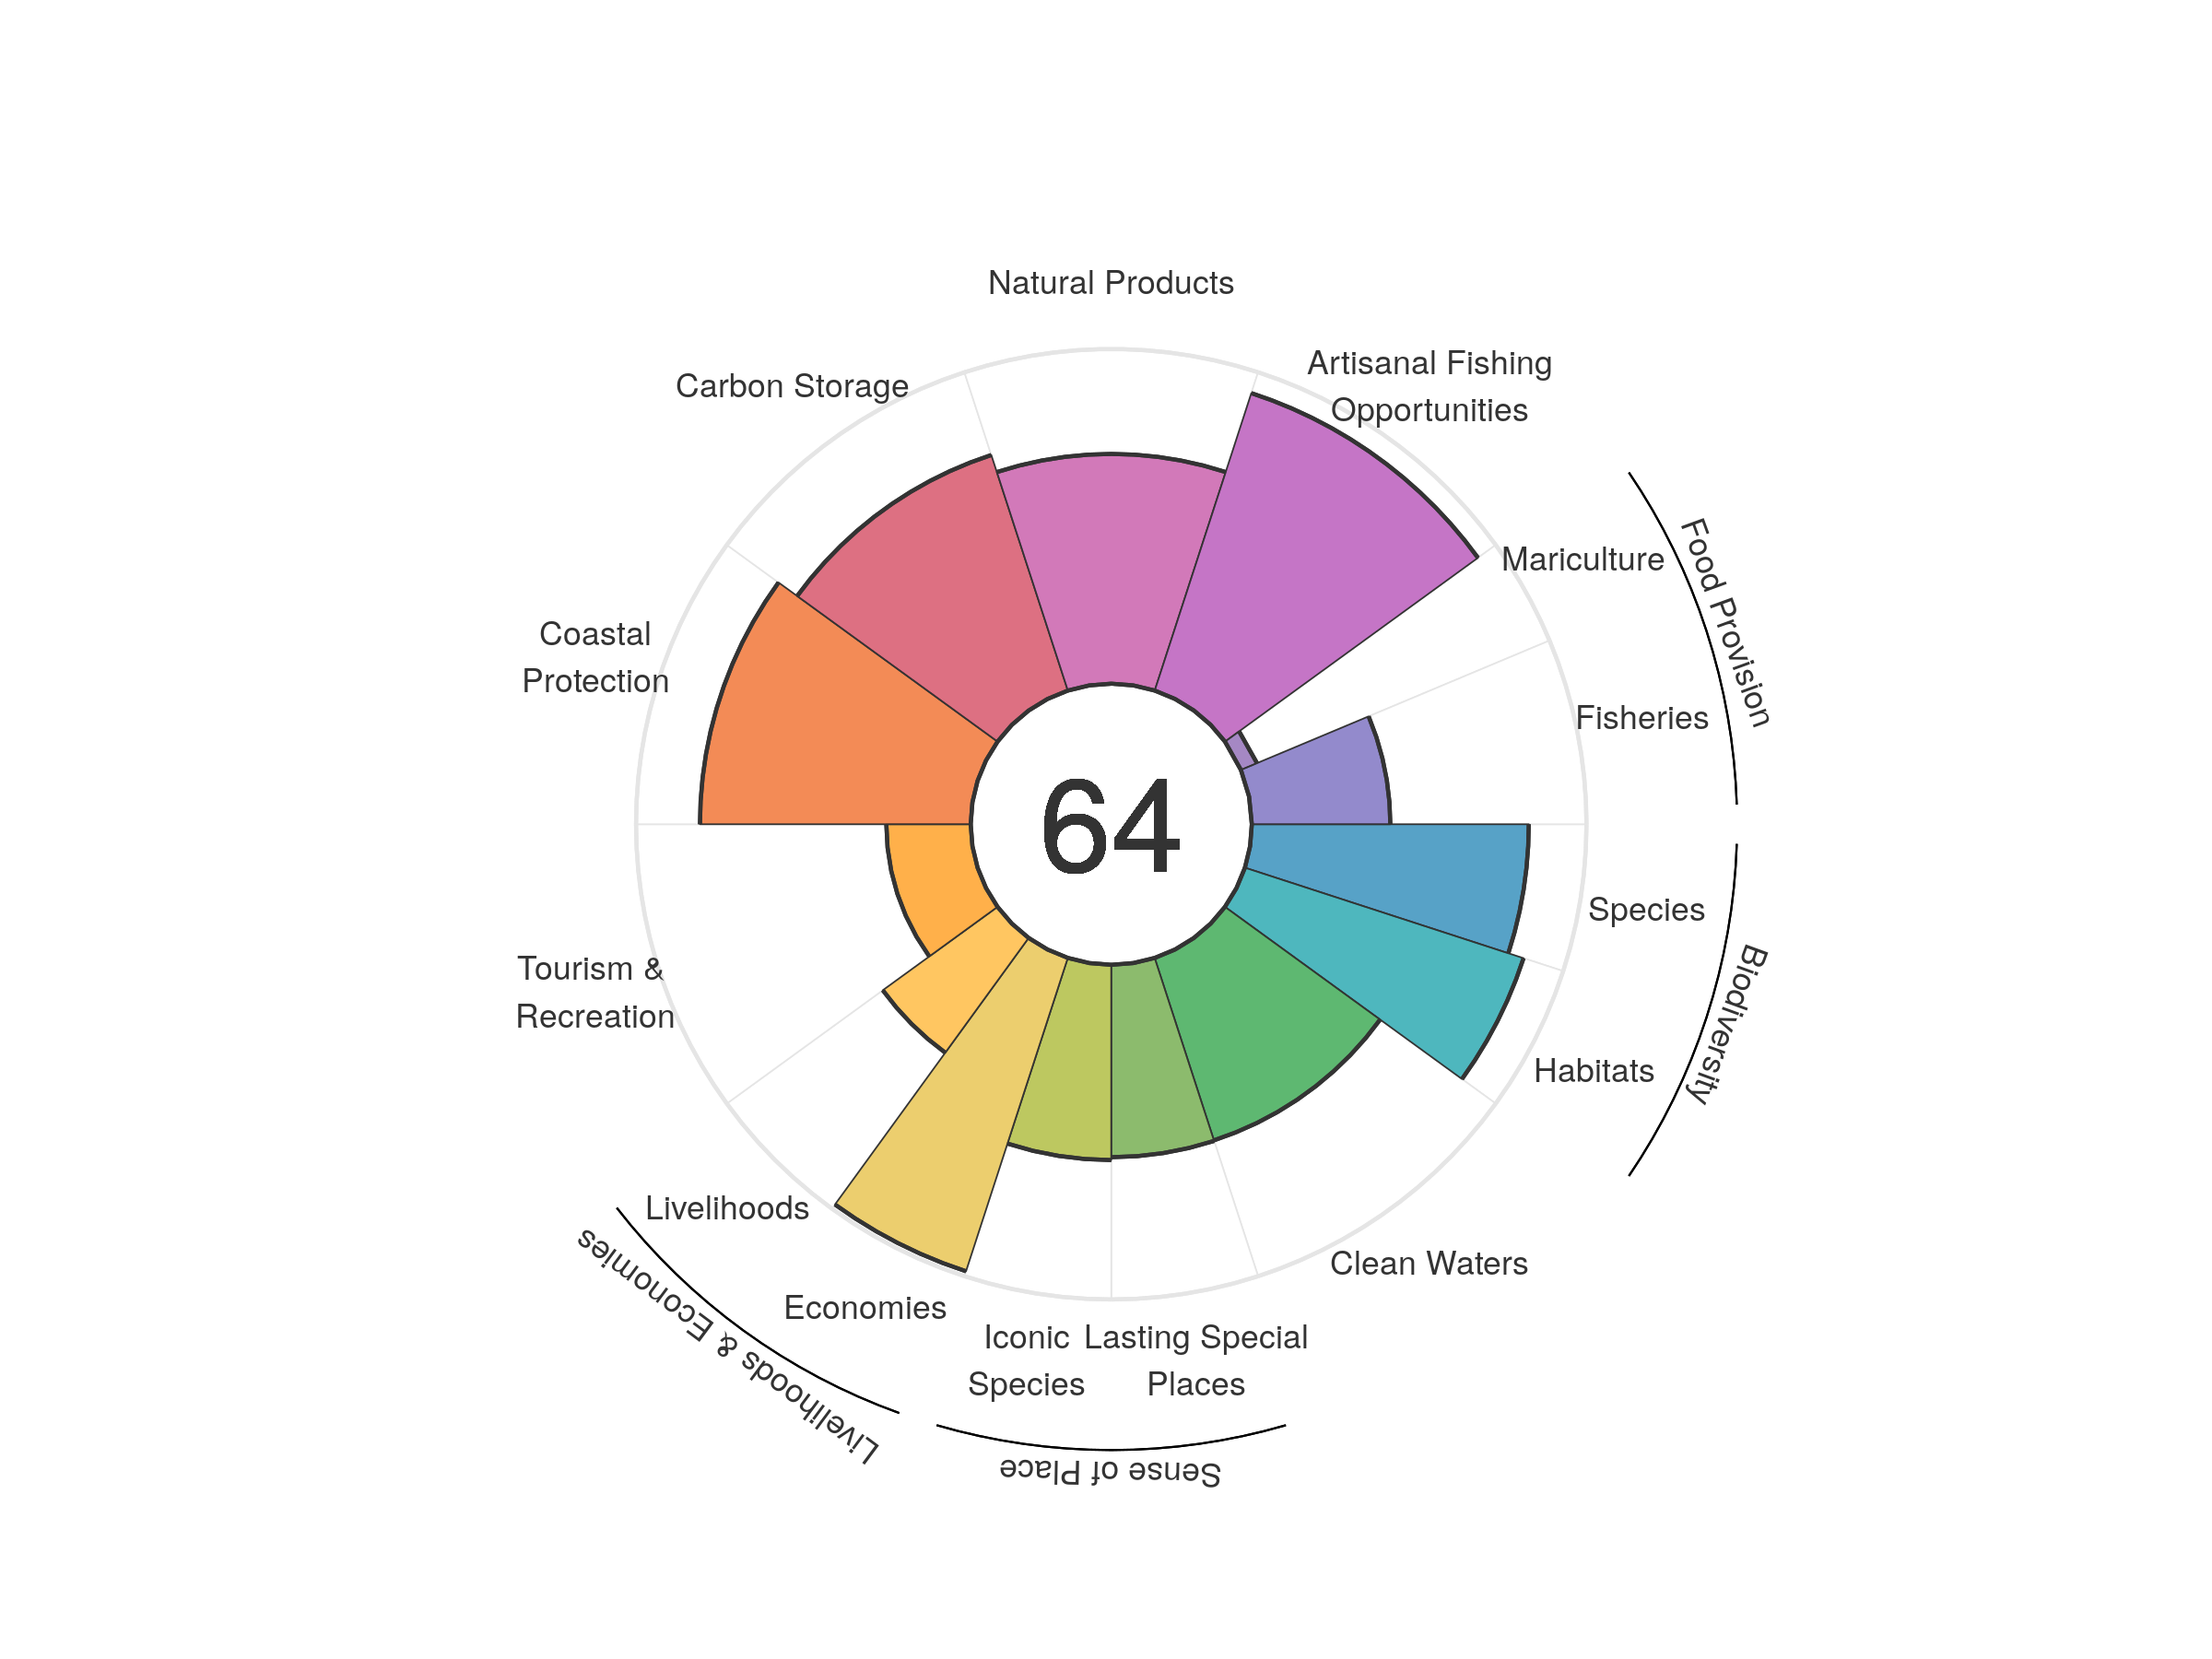 Natural Products
Artisanal Fishing
Opportunities
Carbon Storage
Mariculture
Food Provision
Coastal
Protection
Fisheries
64
Species
Biodiversity
Tourism &
Recreation
Habitats
Livelihoods
Clean Waters
Economies
Livelihoods & Economies
Iconic
Species
Lasting Special
Places
Sense of Place